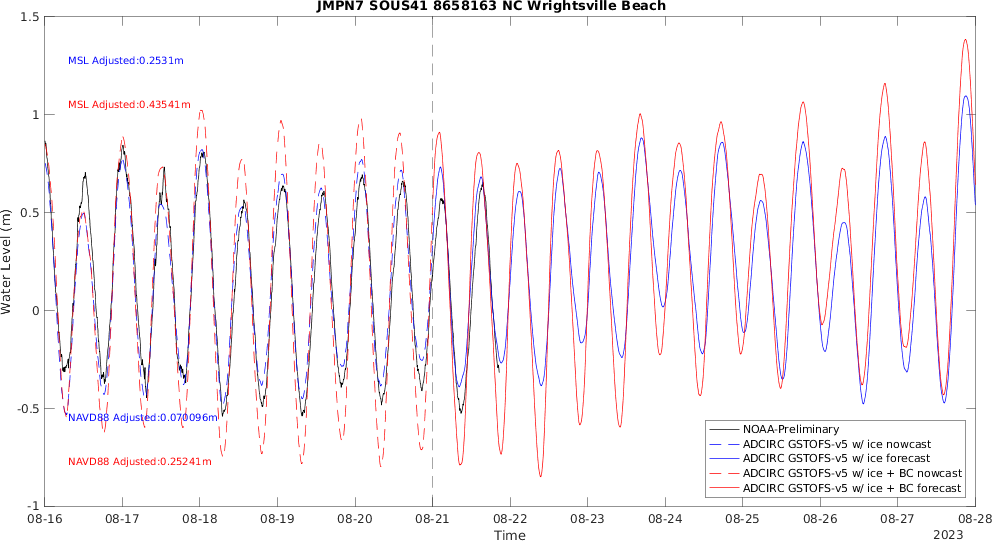 JMPN7 SOUS41 8658163 NC Wrightsville Beach
1.5
1
0.5
0
-0.5
-1
Water Level (m)
MSL Adjusted:0.2531m
MSL Adjusted:0.43541m
NAVD88 Adjusted:0.070096m
NAVD88 Adjusted:0.25241m
NOAA-Preliminary
ADCIRC GSTOFS-v5 w/ ice nowcast
ADCIRC GSTOFS-v5 w/ ice forecast
ADCIRC GSTOFS-v5 w/ ice + BC nowcast
ADCIRC GSTOFS-v5 w/ ice + BC forecast
08-16 08-17 08-18 08-19 08-20 08-21 08-22 08-23 08-24 08-25 08-26 08-27 08-28
Time
2023